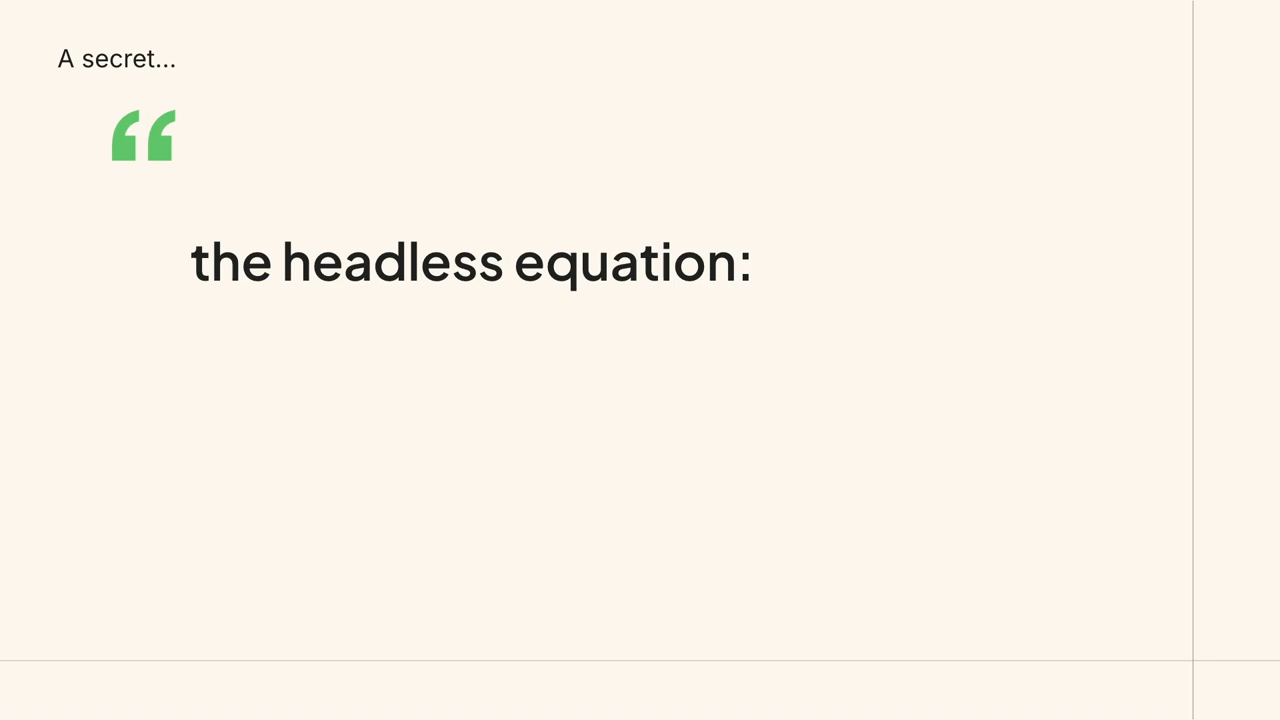 A secret...
“
the headless equation: